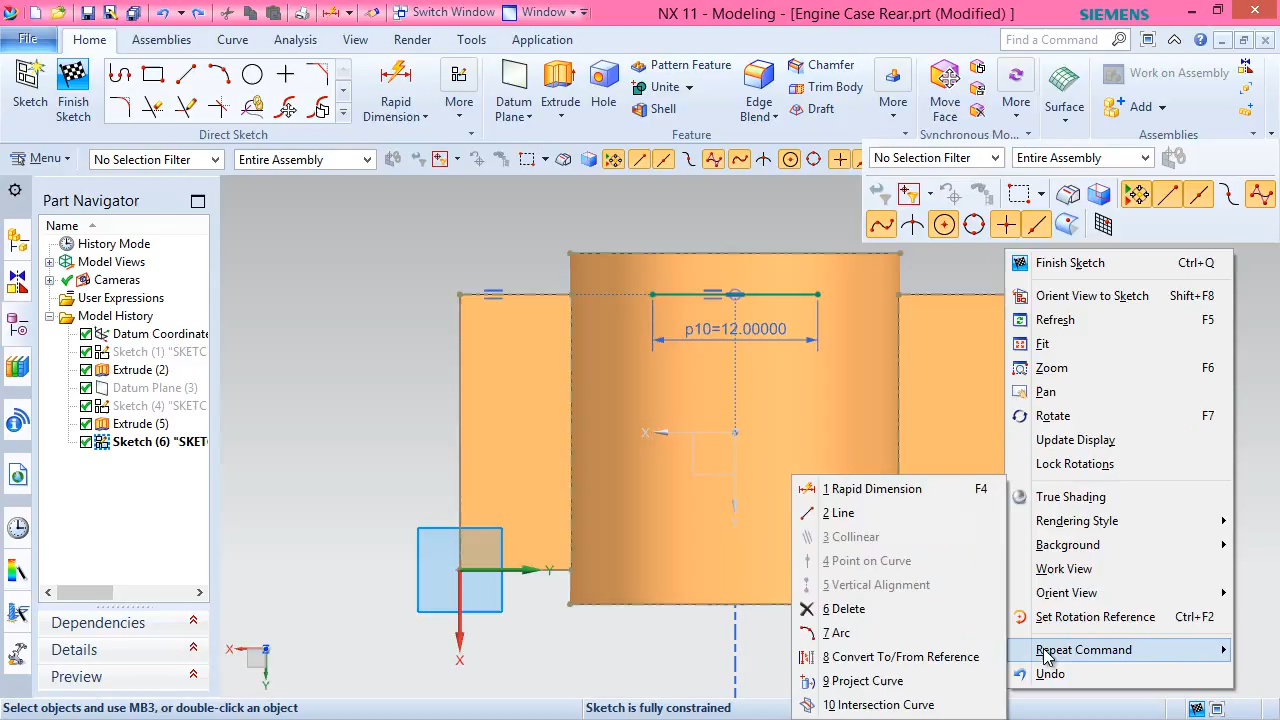 Switch Window
Window
NX 11 - Modeling - [Engine Case Rear.prt (Modified) ]
SIEMENS
File
Home
Assemblies
Curve
View
Analysis
Render
Tools
Application
Find a Command
Sketch
Finish
Sketch
Direct Sketch
Rapid
Dimension
More
Datum
Plane
Extrude
Hole
Pattern Feature
Unite
Shell
Edge
Blend
Chamfer
Trim Body
Draft
More
Feature
Move
Face
More
Synchronous Mo...
Surface
Work on Assembly
Add
Assemblies
Menu
No Selection Filter
Entire Assembly
No Selection Filter
Entire Assembly
Part Navigator
Name
History Mode
Model Views
Cameras
User Expressions
Model History
Datum Coordinate
Sketch (1) "SKETC
Extrude (2)
Datum Plane (3)
Sketch (4) "SKETC
Extrude (5)
Sketch (6) "SKET
Dependencies
Details
Preview
p10=12.00000
X
Y
X
X
Y
Z
Finish Sketch Ctrl+Q
Orient View to Sketch Shift+F8
Refresh F5
Fit
Zoom F6
Pan
Rotate F7
Update Display
Lock Rotations
True Shading
Rendering Style
Background
Work View
Orient View
Set Rotation Reference Ctrl+F2
Repeat Command
Undo
1 Rapid Dimension F4
2 Line
3 Collinear
4 Point on Curve
5 Vertical Alignment
6 Delete
7 Arc
8 Convert To/From Reference
9 Project Curve
10 Intersection Curve
Select objects and use MB3, or double-click an object
Sketch is fully constrained